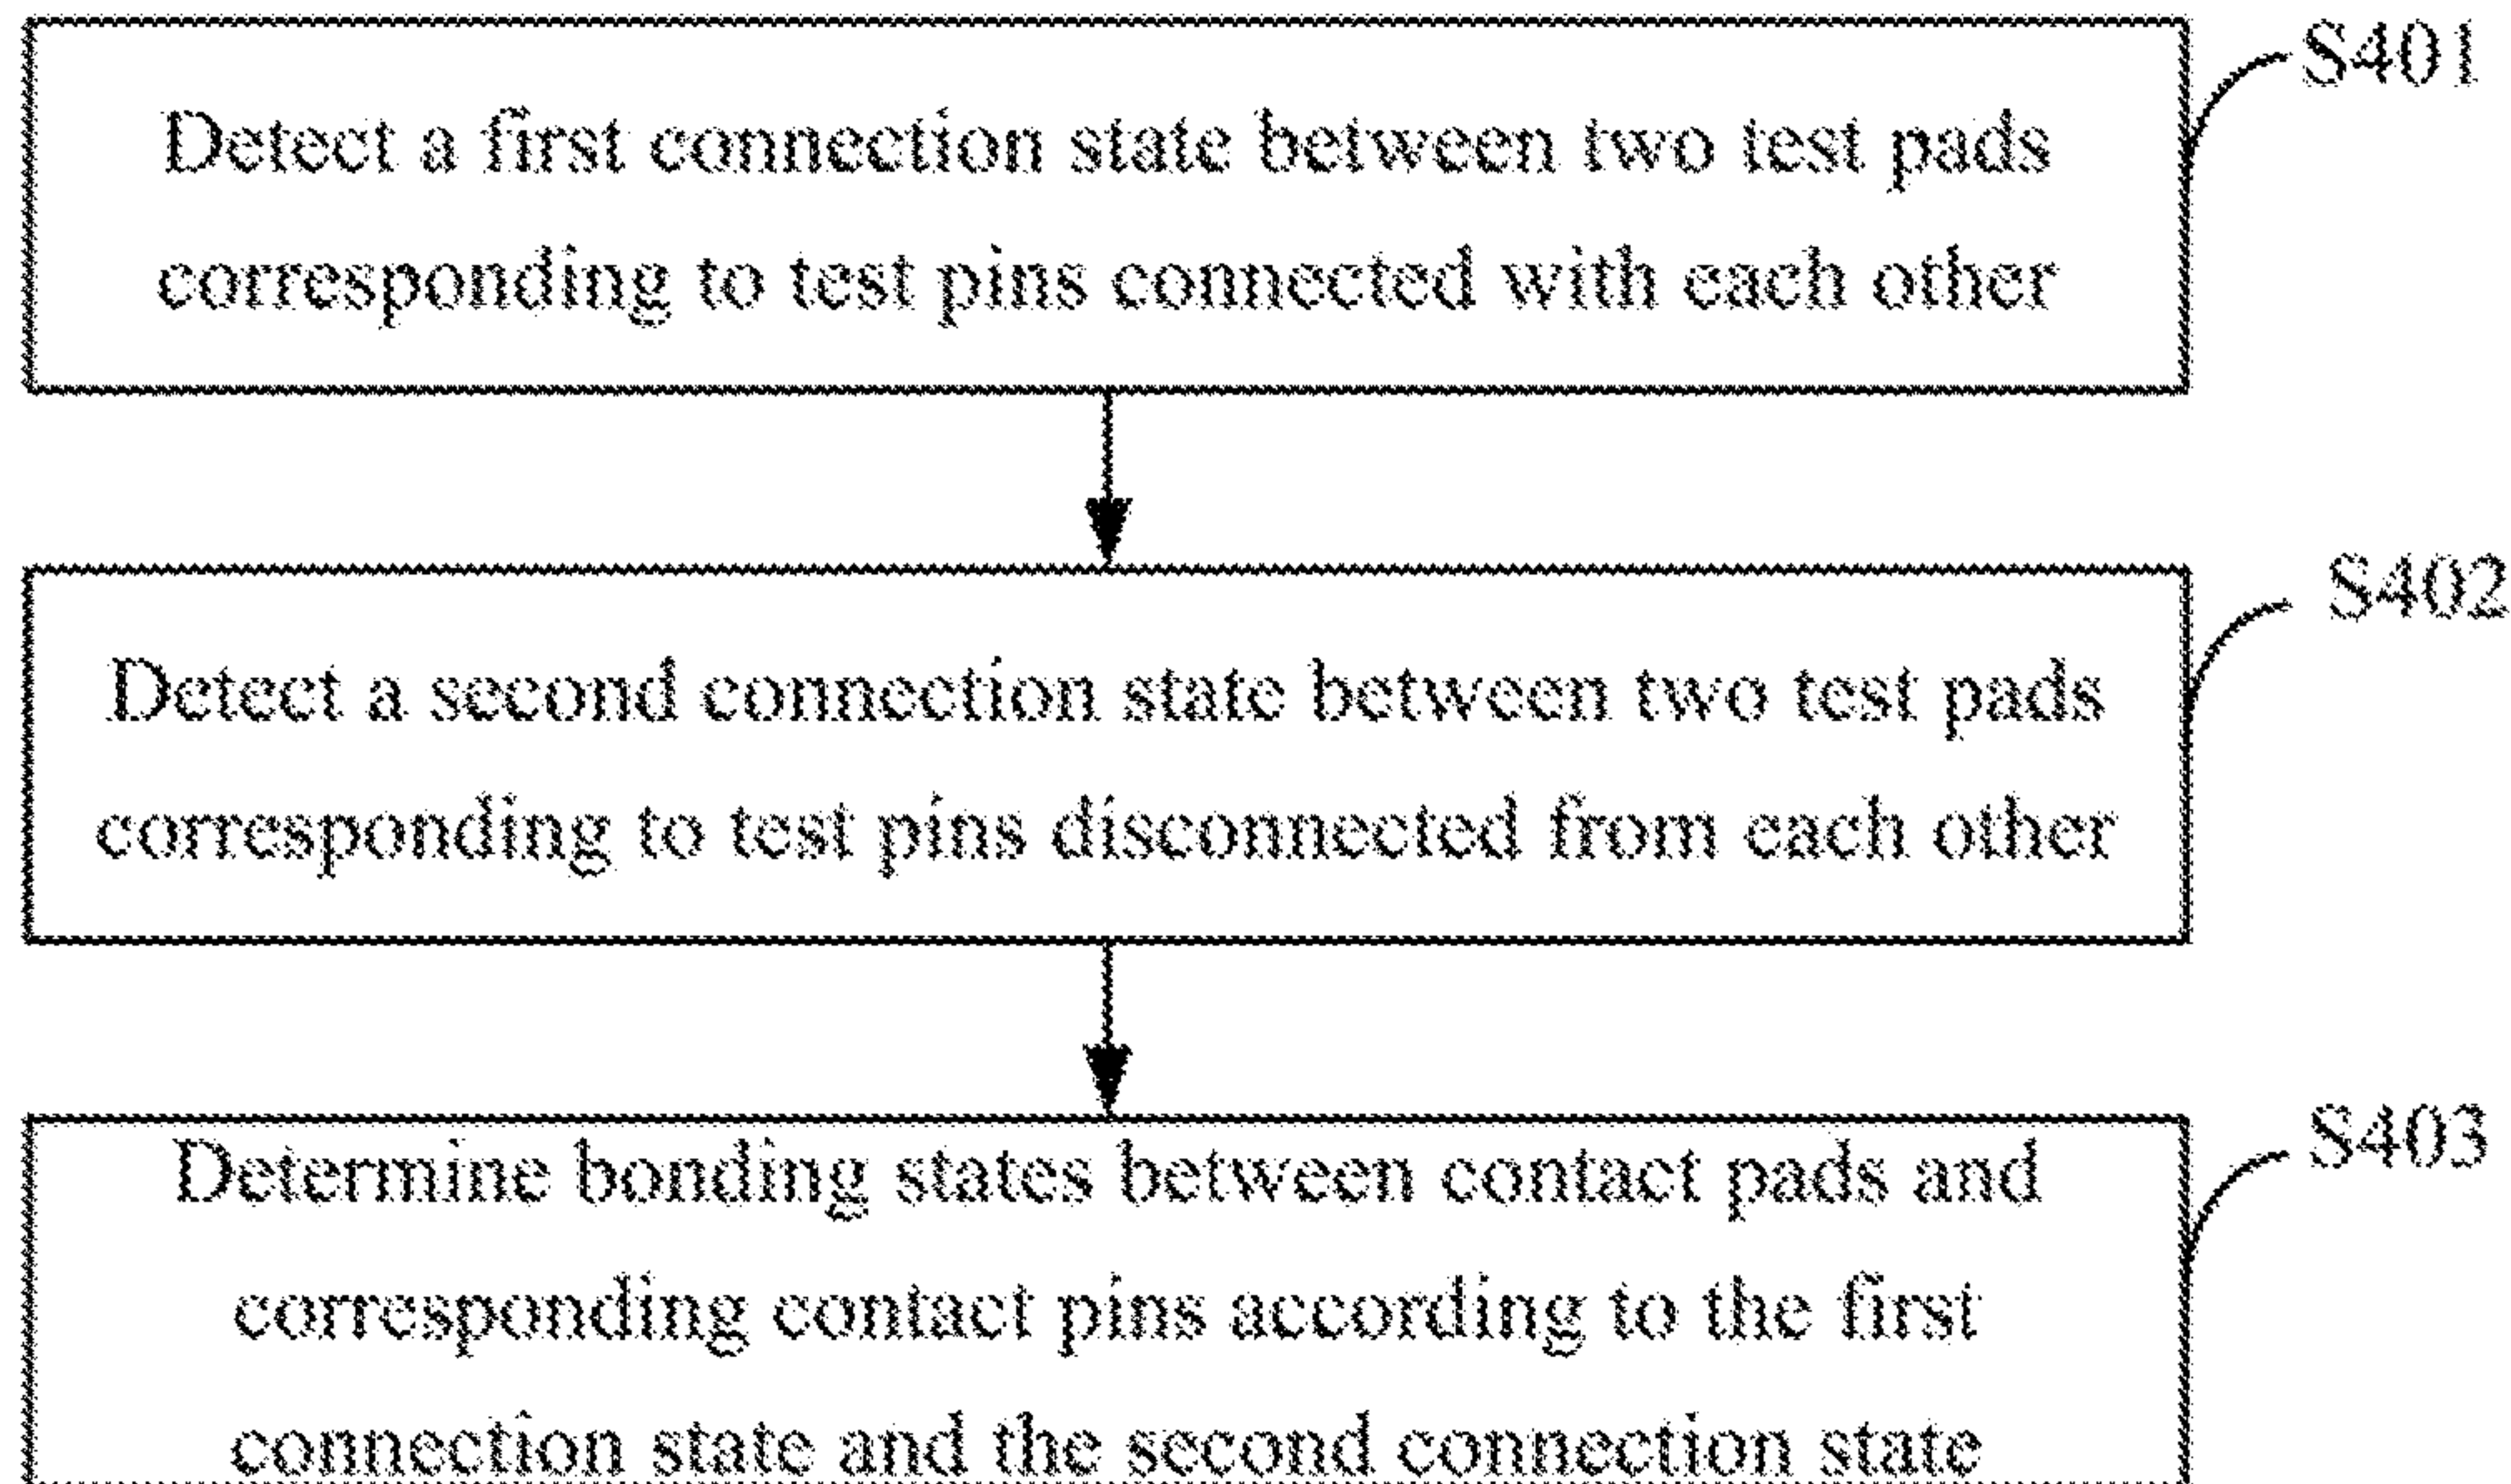 S401
Detect a first connection state between two test pads
corresponding to test pins connected with each other
S402
Detect a second connection state between two test pads
corresponding to test pins disconnected from each other
S403
Determine bonding states between contact pads and
corresponding contact pins according to the first
connection state and the second connection state